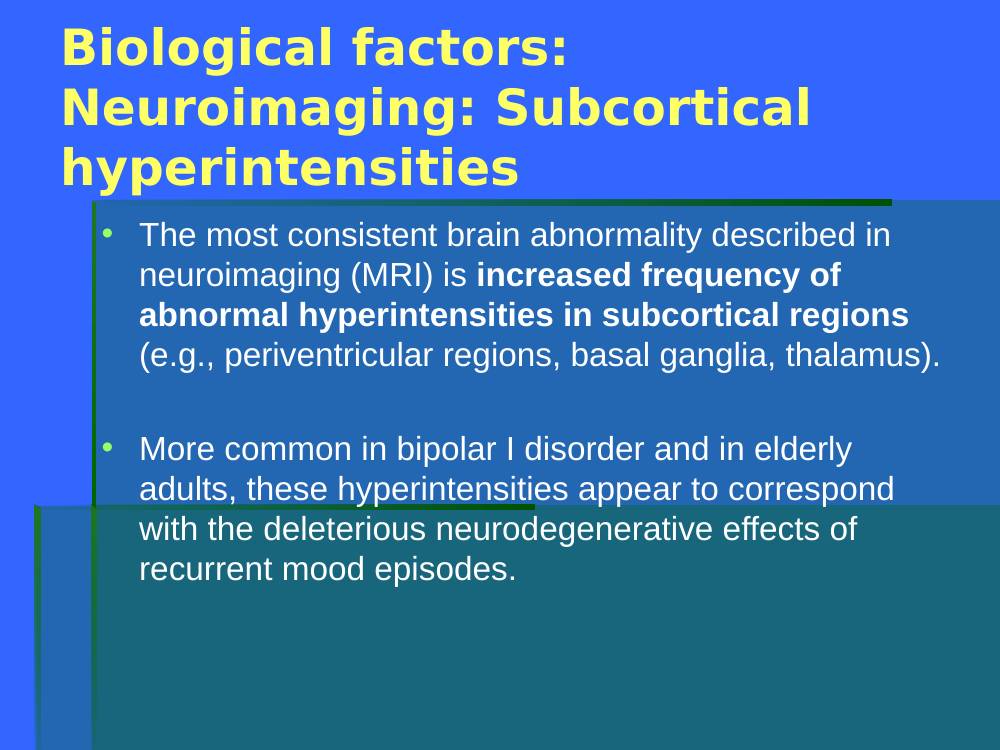 Biological factors:
Neuroimaging: Subcortical
hyperintensities
• The most consistent brain abnormality described in
neuroimaging (MRI) is increased frequency of
abnormal hyperintensities in subcortical regions
(e.g., periventricular regions, basal ganglia, thalamus).
• More common in bipolar I disorder and in elderly
adults, these hyperintensities appear to correspond
with the deleterious neurodegenerative effects of
recurrent mood episodes.